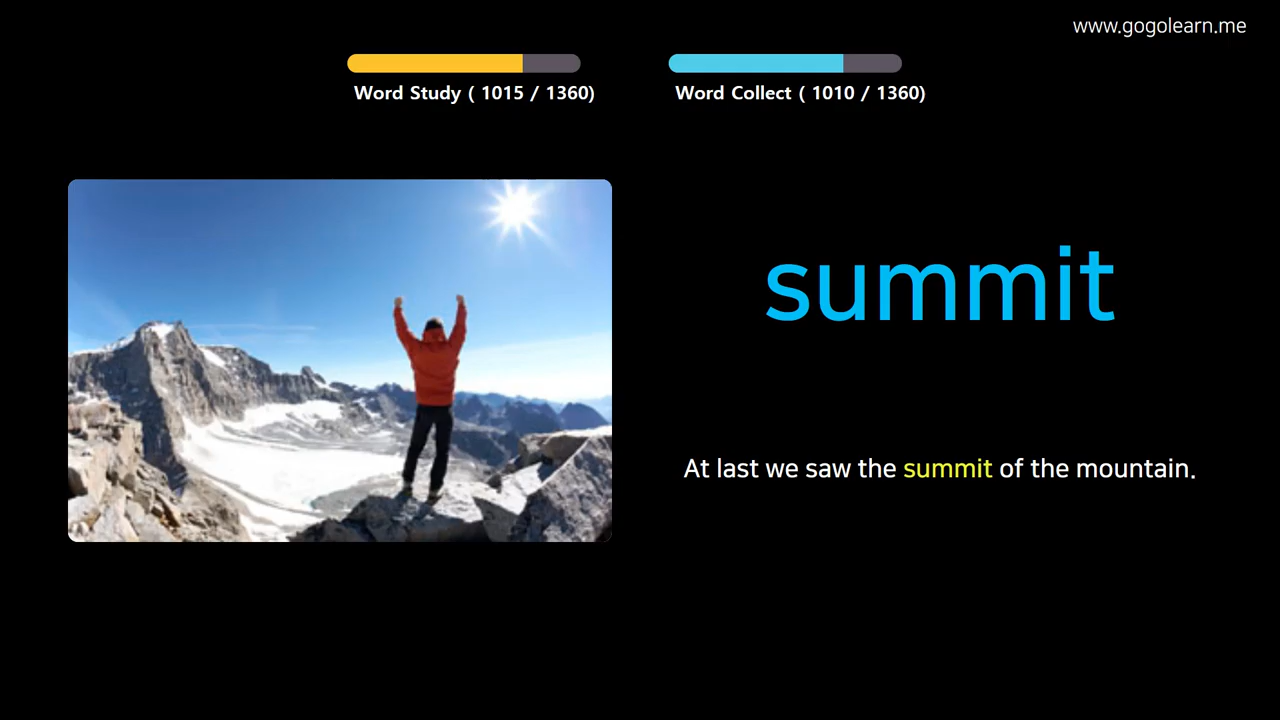 www.gogolearn.me
Word Study ( 1015 / 1360)
Word Collect ( 1010 / 1360)
summit
At last we saw the summit of the mountain.